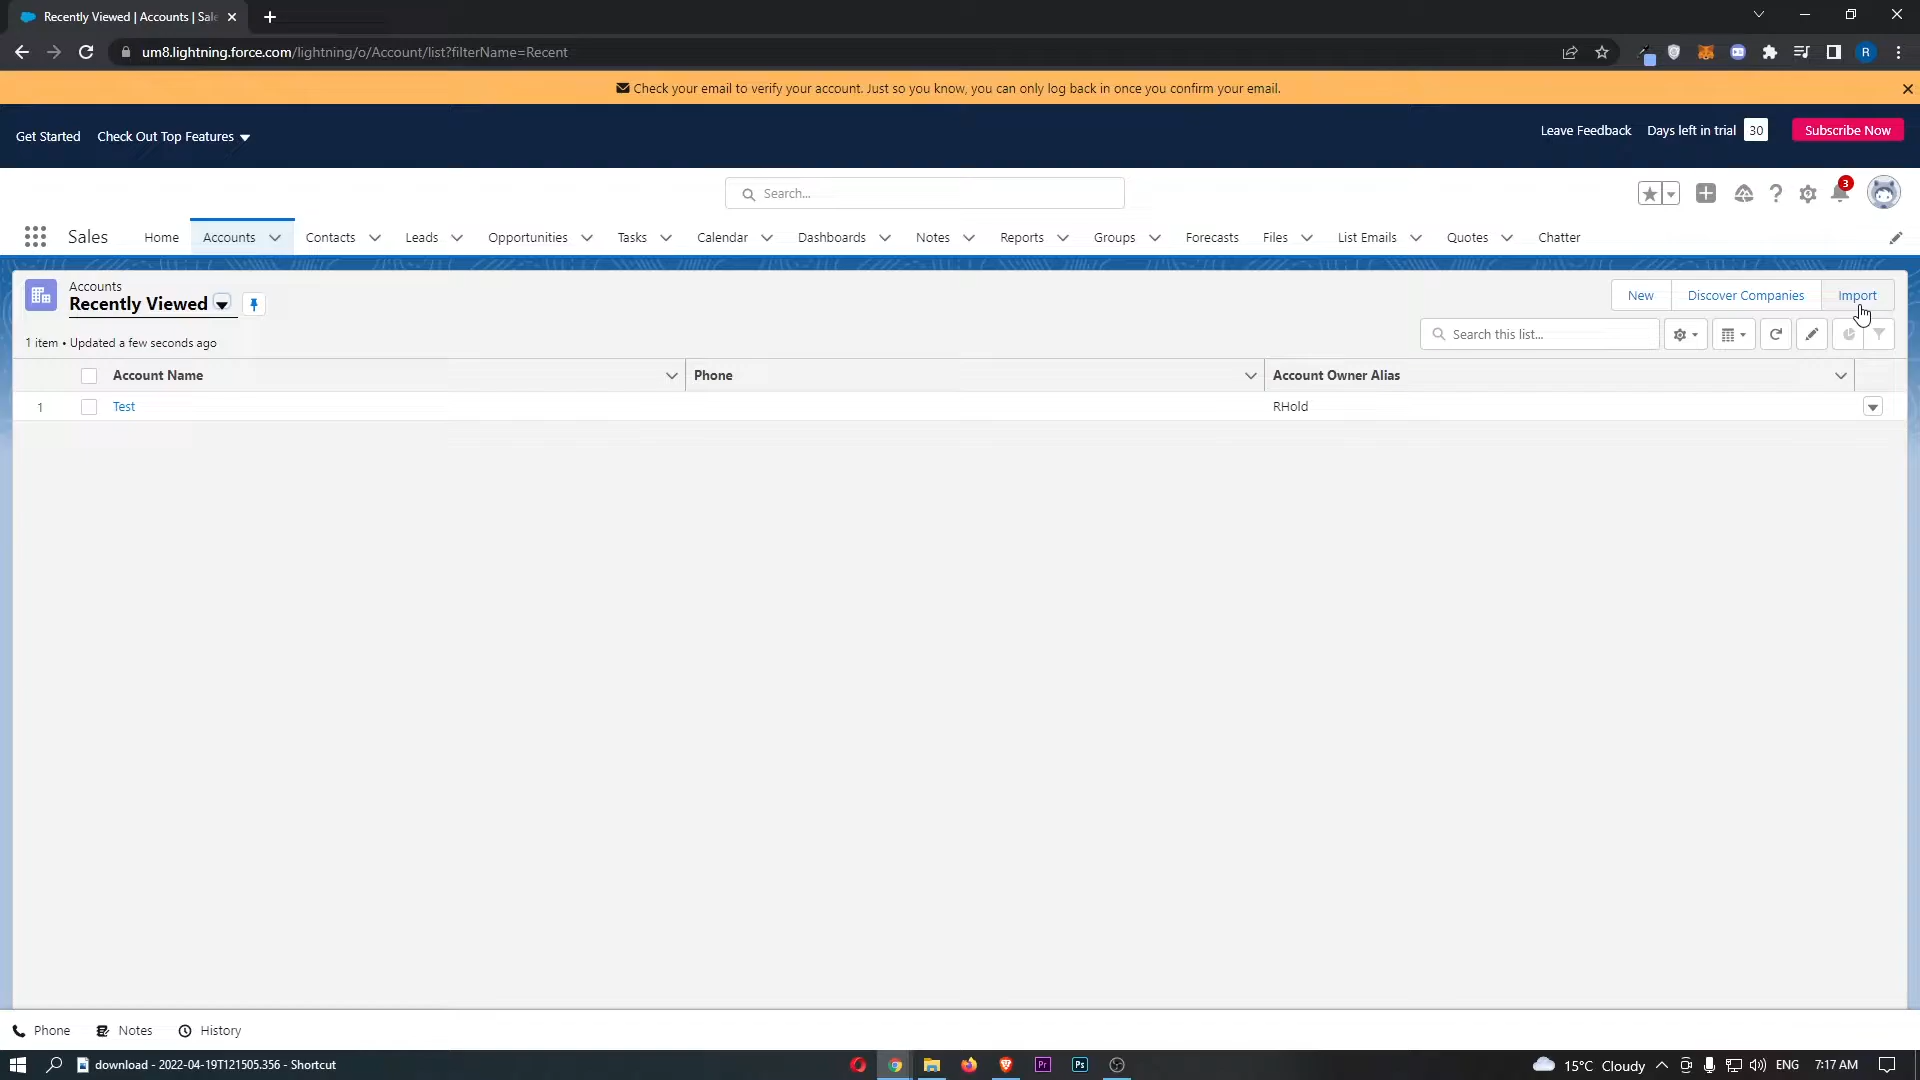 Recently Viewed | Accounts | Sale
um8.lightning.force.com/lightning/o/Account/list?filterName=Recent
R
Check your email to verify your account. Just so you know, you can only log back in once you confirm your email.
Get Started
Check Out Top Features
Leave Feedback
Days left in trial 30
Subscribe Now
Search...
3
Sales
Home
Accounts
Contacts
Leads
Opportunities
Tasks
Calendar
Dashboards
Notes
Reports
Groups
Forecasts
Files
List Emails
Quotes
Chatter
Accounts
Recently Viewed
New
Discover Companies
Import
1 item • Updated a few seconds ago
Search this list...
Account Name
Phone
Account Owner Alias
1
Test
RHold
Phone
Notes
History
download - 2022-04-19T121505.356 - Shortcut
Pr
Ps
15°C Cloudy
ENG
7:17 AM